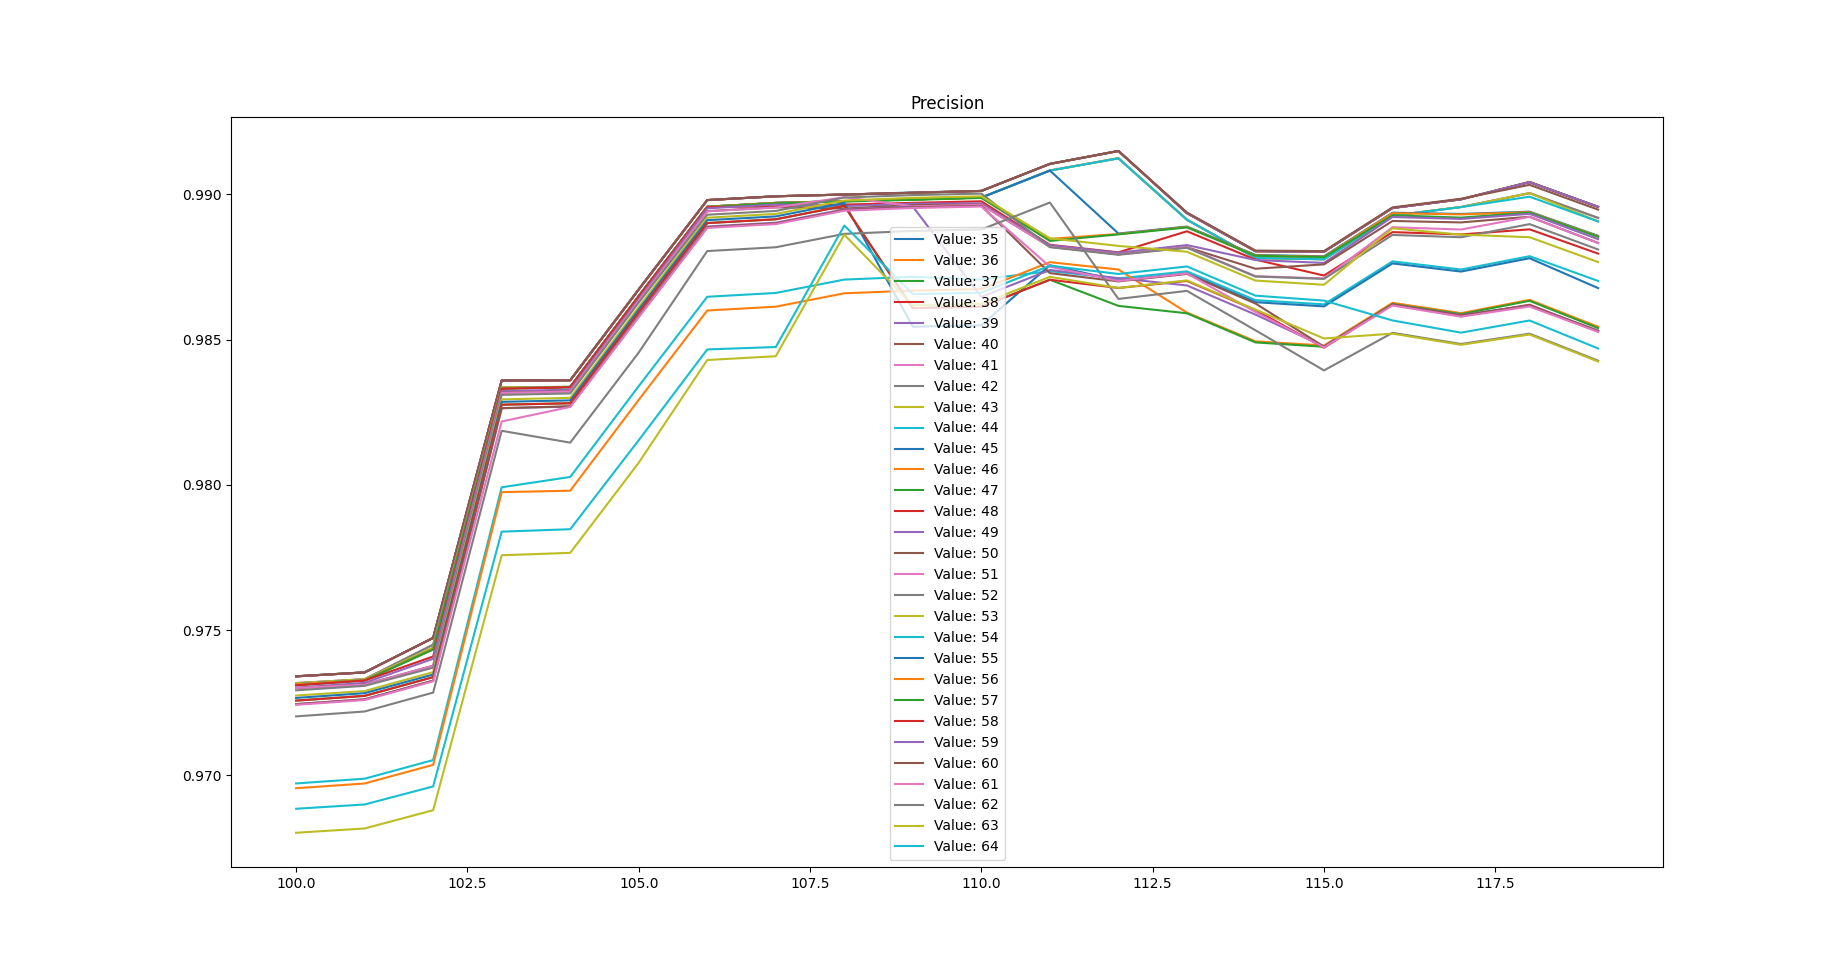 Precision
0.990
0.985
0.980
0.975
0.970
Value: 35
Value: 36
Value: 37
Value: 38
Value: 39
Value: 40
Value: 41
Value: 42
Value: 43
Value: 44
Value: 45
Value: 46
Value: 47
Value: 48
Value: 49
Value: 50
Value: 51
Value: 52
Value: 53
Value: 54
Value: 55
Value: 56
Value: 57
Value: 58
Value: 59
Value: 60
Value: 61
Value: 62
Value: 63
Value: 64
100.0 102.5 105.0 107.5 110.0 112.5 115.0 117.5